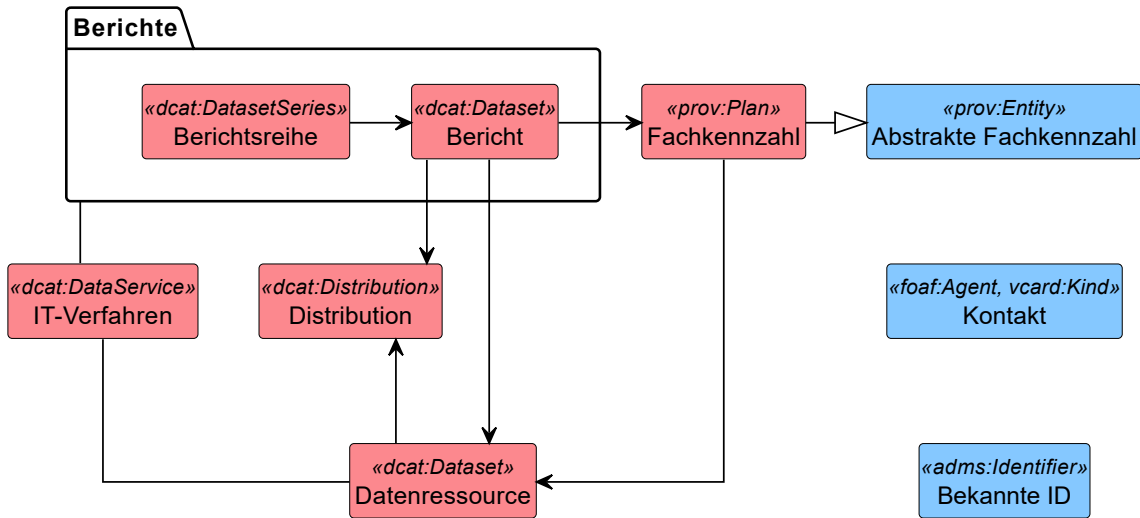 Berichte
«dcat:DatasetSeries»
Berichtsreihe
«dcat:Dataset»
Bericht
«prov:Plan»
Fachkennzahl
«prov:Entity»
Abstrakte Fachkennzahl
«dcat:DataService»
IT-Verfahren
«dcat:Distribution»
Distribution
«foaf:Agent, vcard:Kind»
Kontakt
«dcat:Dataset»
Datenressource
«adms:Identifier»
Bekannte ID